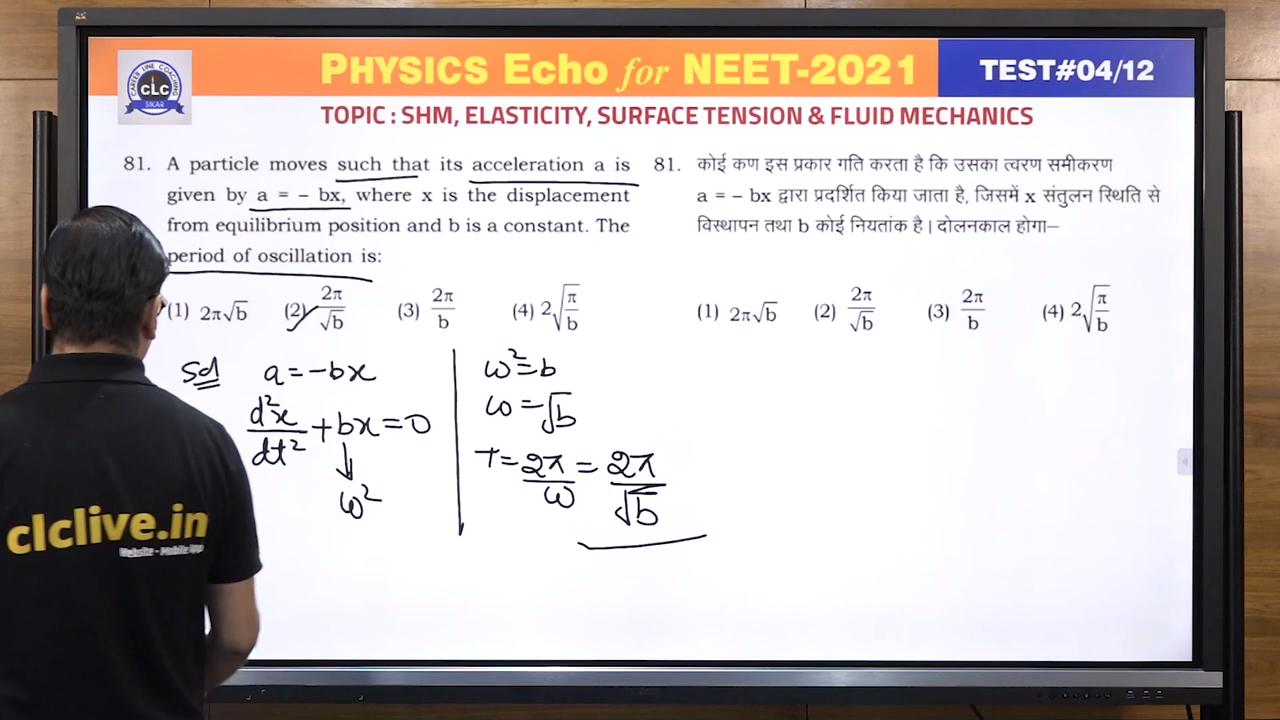 PHYSICS Echo for NEET-2021
TEST#04/12
CAREER LINE COACHING
CLC
SIKAR
TOPIC : SHM, ELASTICITY, SURFACE TENSION & FLUID MECHANICS
81. A particle moves such that its acceleration a is
given by a = – bx, where x is the displacement
from equilibrium position and b is a constant. The
period of oscillation is:
(1) 2π√b (2) 2π/√b (3) 2π/b (4) 2√(π/b)
81. कोई कण इस प्रकार गति करता है कि उसका त्वरण समीकरण
a = – bx द्वारा प्रदर्शित किया जाता है, जिसमें x संतुलन स्थिति से
विस्थापन तथा b कोई नियतांक है। दोलनकाल होगा–
(1) 2π√b (2) 2π/√b (3) 2π/b (4) 2√(π/b)
Sol a=-bx
d²x/dt² + bx = 0
ω²
ω²=b
ω=√b
T=2π/ω=2π/√b
clclive.in
Website - Mobile